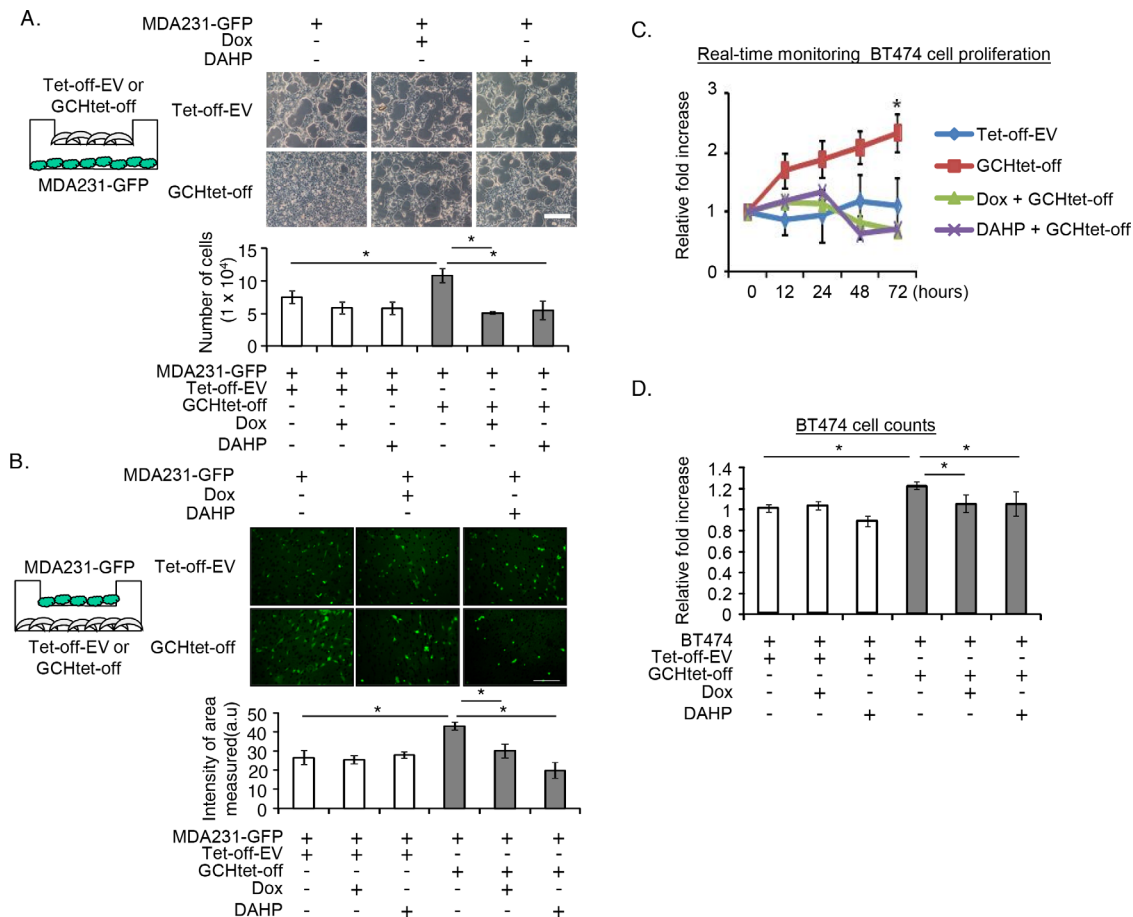 A.
MDA231-GFP + + +
Dox - + -
DAHP - - +
Tet-off-EV or
GCHtet-off
MDA231-GFP
Tet-off-EV
GCHtet-off
Number of cells
(1 x 10⁴)
15
10
5
0
* * *
MDA231-GFP + + + + + +
Tet-off-EV + + + - - -
GCHtet-off - - - + + +
Dox - + - - + -
DAHP - - + - - +
B.
MDA231-GFP + + +
Dox - + -
DAHP - - +
MDA231-GFP
Tet-off-EV or
GCHtet-off
Tet-off-EV
GCHtet-off
Intensity of area
measured(a.u)
50
40
30
20
10
0
* * *
MDA231-GFP + + + + + +
Tet-off-EV + + + - - -
GCHtet-off - - - + + +
Dox - + - - + -
DAHP - - + - - +
C.
Real-time monitoring BT474 cell proliferation
Relative fold increase
3
2
1
0
*
0 12 24 48 72 (hours)
Tet-off-EV
GCHtet-off
Dox + GCHtet-off
DAHP + GCHtet-off
D.
BT474 cell counts
Relative fold increase
1.4
1.2
1
0.8
0.6
0.4
0.2
0
* * *
BT474 + + + + + +
Tet-off-EV + + + - - -
GCHtet-off - - - + + +
Dox - + - - + -
DAHP - - + - - +